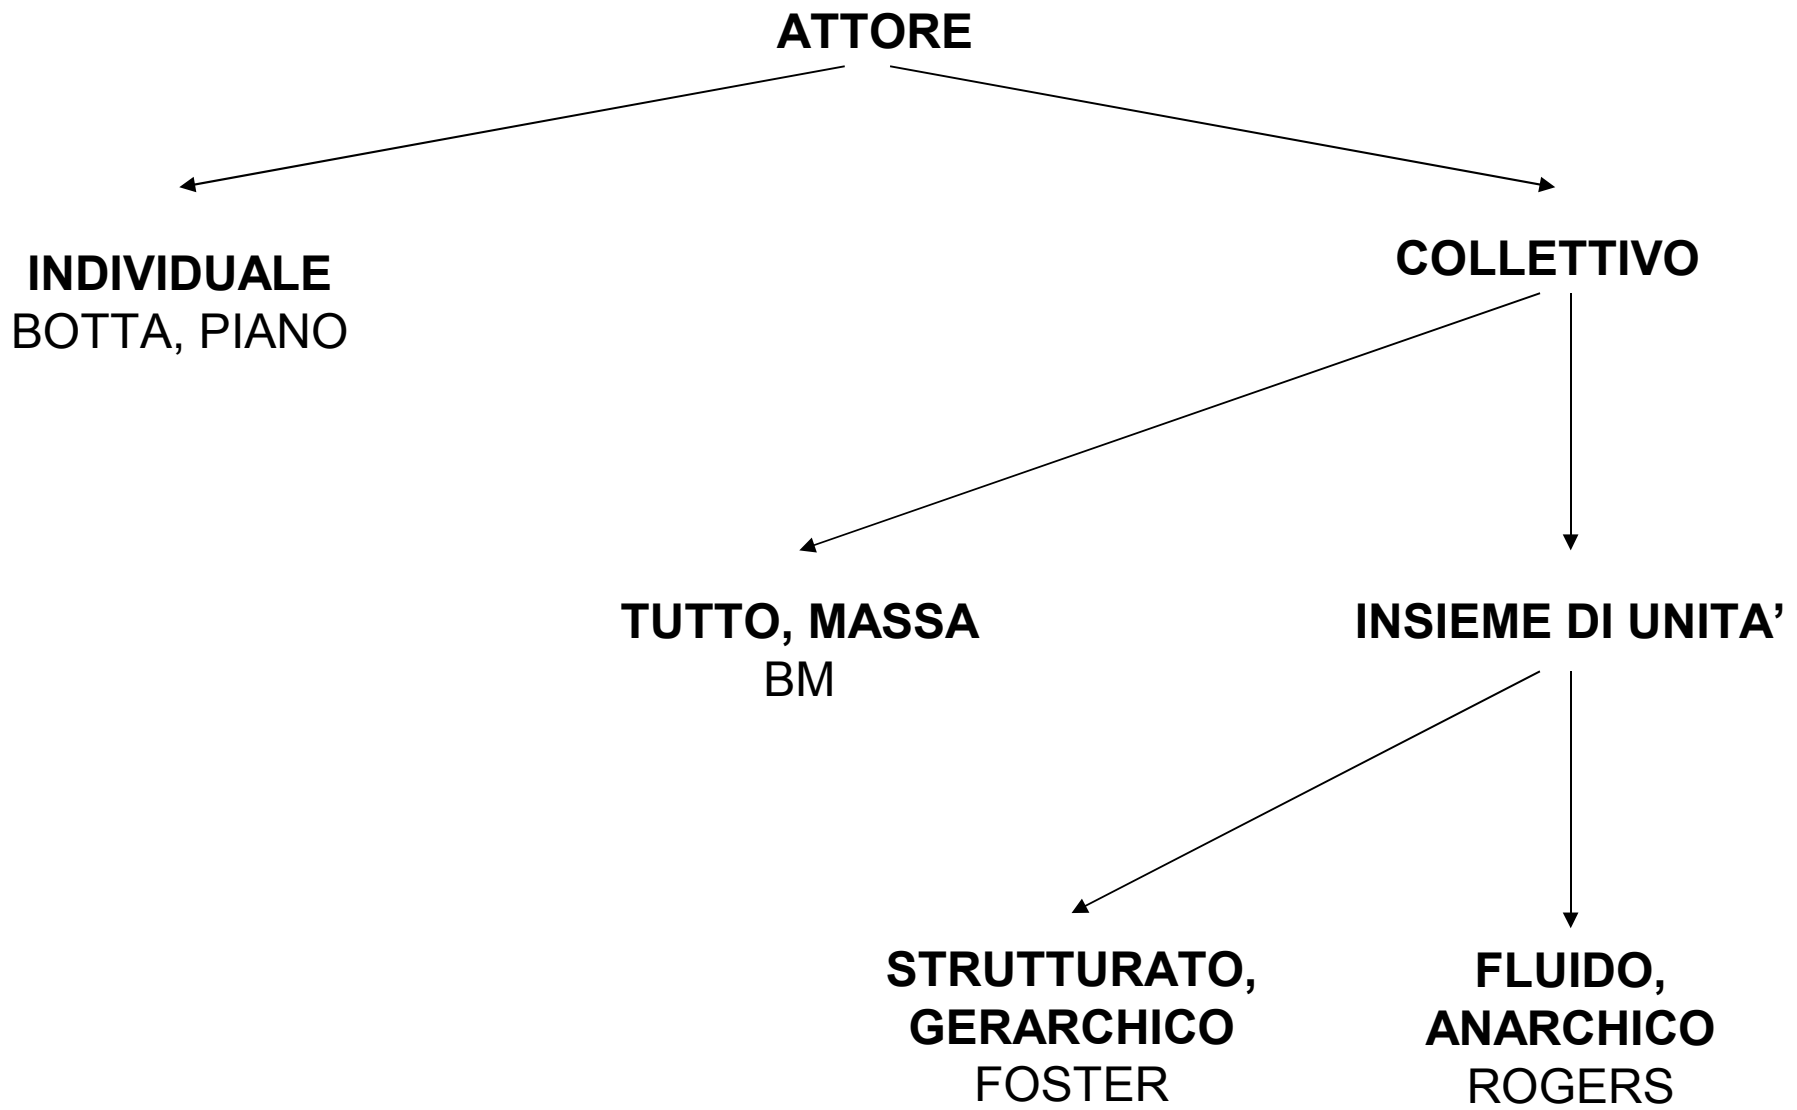 ATTORE
INDIVIDUALE
BOTTA, PIANO
COLLETTIVO
TUTTO, MASSA
BM
INSIEME DI UNITA’
STRUTTURATO,
GERARCHICO
FOSTER
FLUIDO,
ANARCHICO
ROGERS